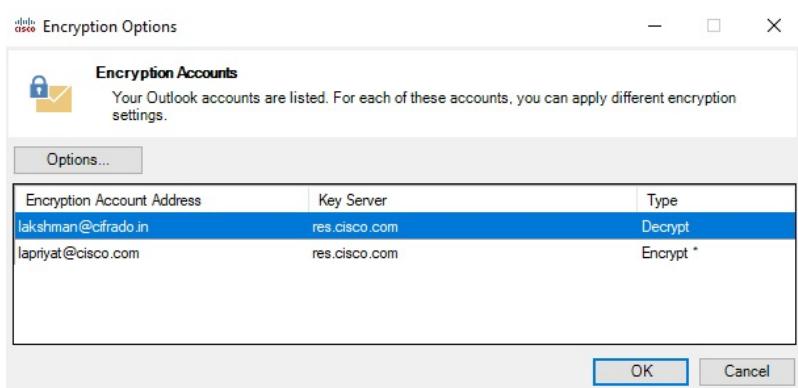 cisco Encryption Options
Encryption Accounts
Your Outlook accounts are listed. For each of these accounts, you can apply different encryption
settings.
Options...
Encryption Account Address Key Server Type
lakshman@cifrado.in res.cisco.com Decrypt
lapriyat@cisco.com res.cisco.com Encrypt *
OK Cancel